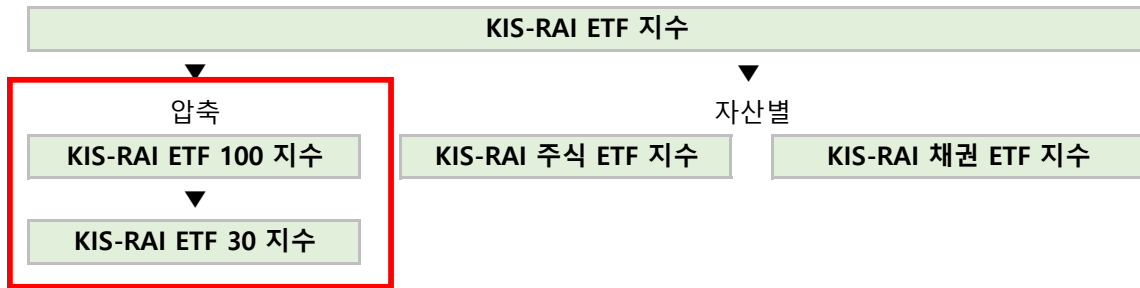 KIS-RAI ETF 지수
▼ ▼
압축 자산별
KIS-RAI ETF 100 지수 KIS-RAI 주식 ETF 지수 KIS-RAI 채권 ETF 지수
▼
KIS-RAI ETF 30 지수